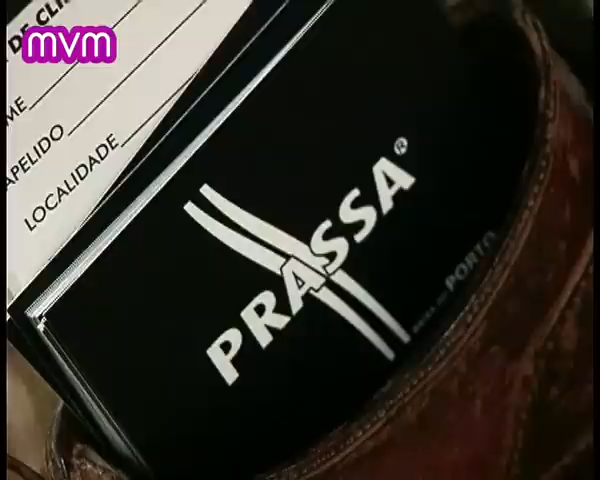 mvm
DE CLI
ME
APELIDO
LOCALIDADE
PRASSA®
PORTO